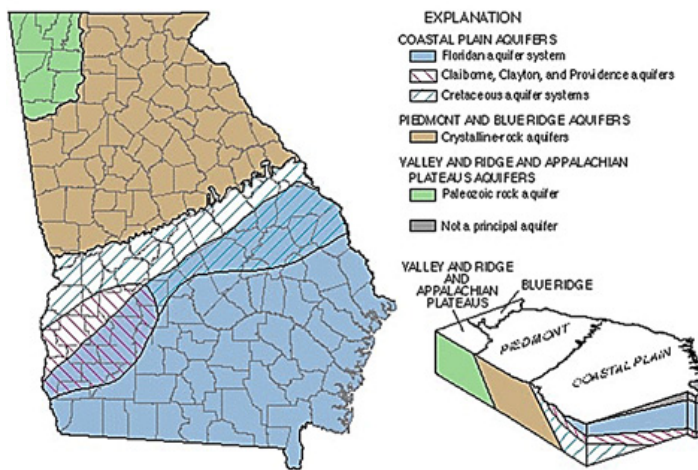 EXPLANATION
COASTAL PLAIN AQUIFERS
Floridan aquifer system
Claiborne, Clayton, and Providence aquifers
Cretaceous aquifer systems
PIEDMONT AND BLUE RIDGE AQUIFERS
Crystalline-rock aquifers
VALLEY AND RIDGE AND APPALACHIAN
PLATEAUS AQUIFERS
Paleozoic rock aquifer
Not a principal aquifer
VALLEY AND RIDGE
AND
APPALACHIAN
PLATEAUS
BLUE RIDGE
PIEDMONT
COASTAL PLAIN